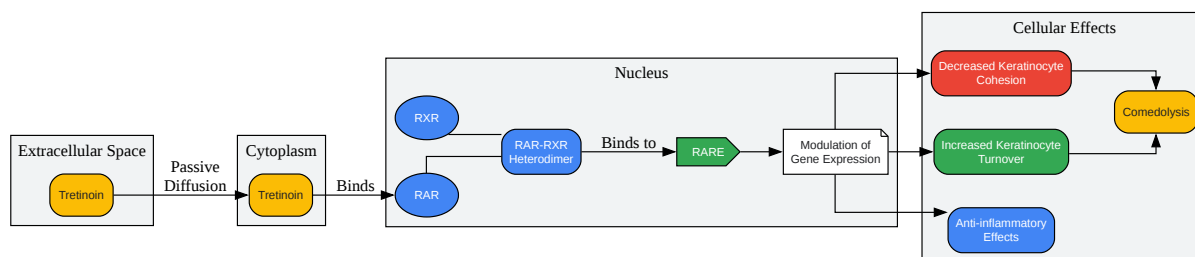 Extracellular Space
Tretinoin
Passive
Diffusion
Cytoplasm
Tretinoin
Binds
Nucleus
RXR
RAR
RAR-RXR
Heterodimer
Binds to
RARE
Modulation of
Gene Expression
Cellular Effects
Decreased Keratinocyte
Cohesion
Increased Keratinocyte
Turnover
Anti-inflammatory
Effects
Comedolysis